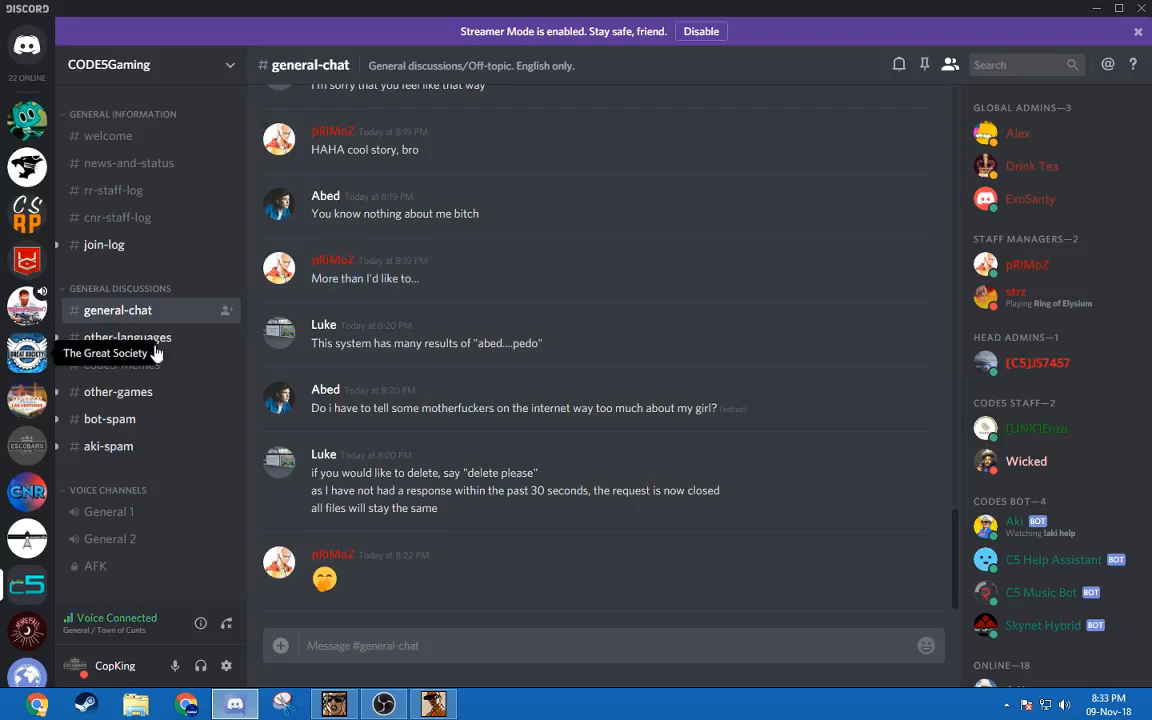 DISCORD
Streamer Mode is enabled. Stay safe, friend.
Disable
22 ONLINE
CODE5Gaming
# general-chat
General discussions/Off-topic. English only.
Search
GENERAL INFORMATION
# welcome
# news-and-status
# rr-staff-log
# cnr-staff-log
# join-log
GENERAL DISCUSSIONS
# general-chat
# other-languages
The Great Society
# other-games
# bot-spam
# aki-spam
VOICE CHANNELS
General 1
General 2
AFK
Voice Connected
General / Town of Cunts
CopKing
CS
RP
GREAT SOCIETY
ESCOBARS
CNR
I'm sorry that you feel like that way
pRiMoZ Today at 8:19 PM
HAHA cool story, bro
Abed Today at 8:19 PM
You know nothing about me bitch
pRiMoZ Today at 8:19 PM
More than I'd like to...
Luke Today at 8:20 PM
This system has many results of "abed....pedo"
Abed Today at 8:20 PM
Do i have to tell some motherfuckers on the internet way too much about my girl? (edited)
Luke Today at 8:20 PM
if you would like to delete, say "delete please"
as I have not had a response within the past 30 seconds, the request is now closed
all files will stay the same
pRiMoZ Today at 8:22 PM
Message #general-chat
GLOBAL ADMINS—3
Alex
Drink Tea
ExoSanty
STAFF MANAGERS—2
pRiMoZ
strz
Playing Ring of Elysium
HEAD ADMINS—1
[C5]JS7457
CODE5 STAFF—2
[UNX]Enzo
Wicked
CODE5 BOT—4
Aki BOT
Watching !aki help
C5 Help Assistant BOT
C5 Music Bot BOT
Skynet Hybrid BOT
ONLINE—18
8:33 PM
09-Nov-18